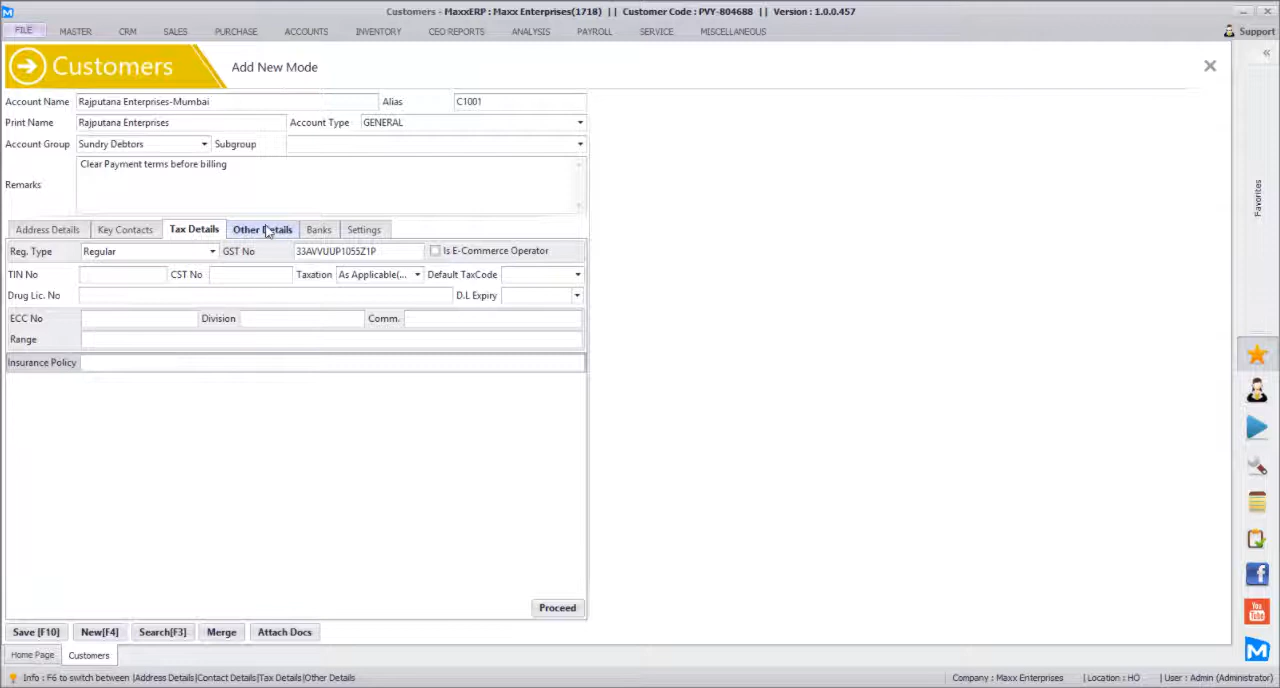 Customers - MaxxERP : Maxx Enterprises(1718) || Customer Code : PVY-804688 || Version : 1.0.0.457
FILE MASTER CRM SALES PURCHASE ACCOUNTS INVENTORY CEO REPORTS ANALYSIS PAYROLL SERVICE MISCELLANEOUS Support
Customers Add New Mode
Account Name Rajputana Enterprises-Mumbai Alias C1001
Print Name Rajputana Enterprises Account Type GENERAL
Account Group Sundry Debtors Subgroup
Clear Payment terms before billing
Remarks
Favorites
Address Details Key Contacts Tax Details Other Details Banks Settings
Reg. Type Regular GST No 33AVVUUP1055Z1P Is E-Commerce Operator
TIN No CST No Taxation As Applicable(... Default TaxCode
Drug Lic. No D.L Expiry
ECC No Division Comm.
Range
Insurance Policy
Proceed
You
Tube
Save [F10] New[F4] Search[F3] Merge Attach Docs
Home Page Customers
Info : F6 to switch between |Address Details|Contact Details|Tax Details|Other Details Company : Maxx Enterprises |Location : HO |User : Admin (Administrator)